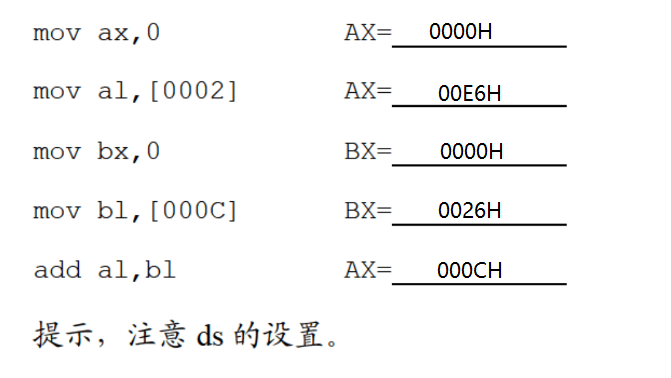 mov ax,0 AX= 0000H
mov al,[0002] AX= 00E6H
mov bx,0 BX= 0000H
mov bl,[000C] BX= 0026H
add al,bl AX= 000CH
提示，注意 ds 的设置。